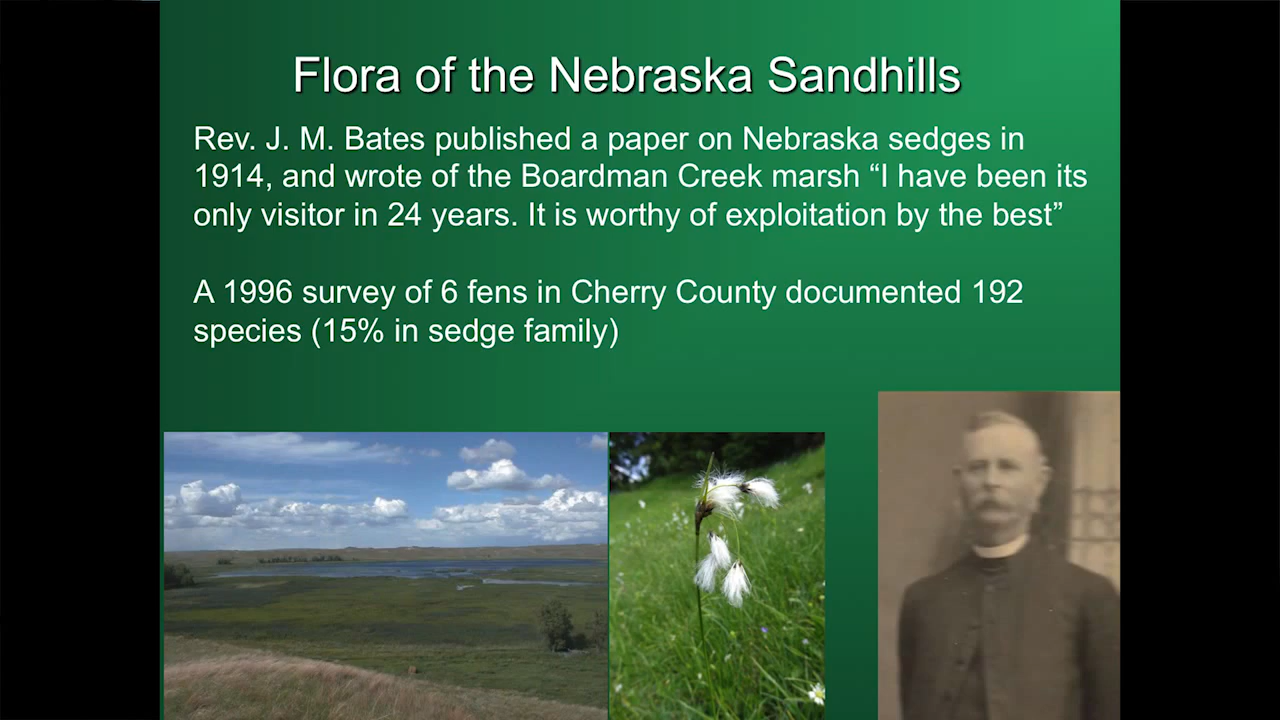 Flora of the Nebraska Sandhills
Rev. J. M. Bates published a paper on Nebraska sedges in
1914, and wrote of the Boardman Creek marsh “I have been its
only visitor in 24 years. It is worthy of exploitation by the best”
A 1996 survey of 6 fens in Cherry County documented 192
species (15% in sedge family)